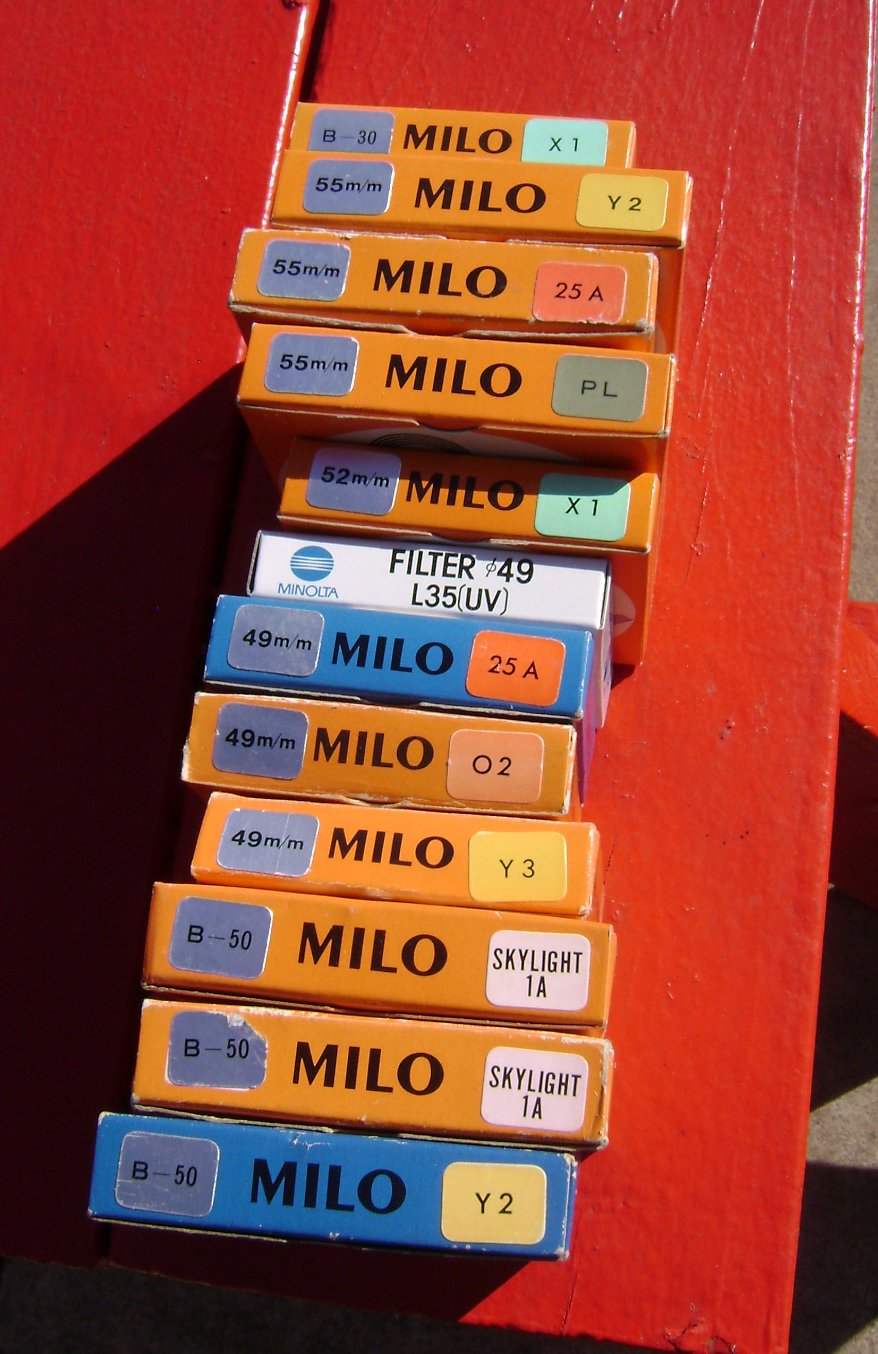 B-30 MILO X1
55m/m MILO Y2
55m/m MILO 25A
55m/m MILO PL
52m/m MILO X1
FILTER φ49
MINOLTA L35(UV)
49m/m MILO 25A
49m/m MILO O2
49m/m MILO Y3
B-50 MILO SKYLIGHT
1A
B-50 MILO SKYLIGHT
1A
B-50 MILO Y2